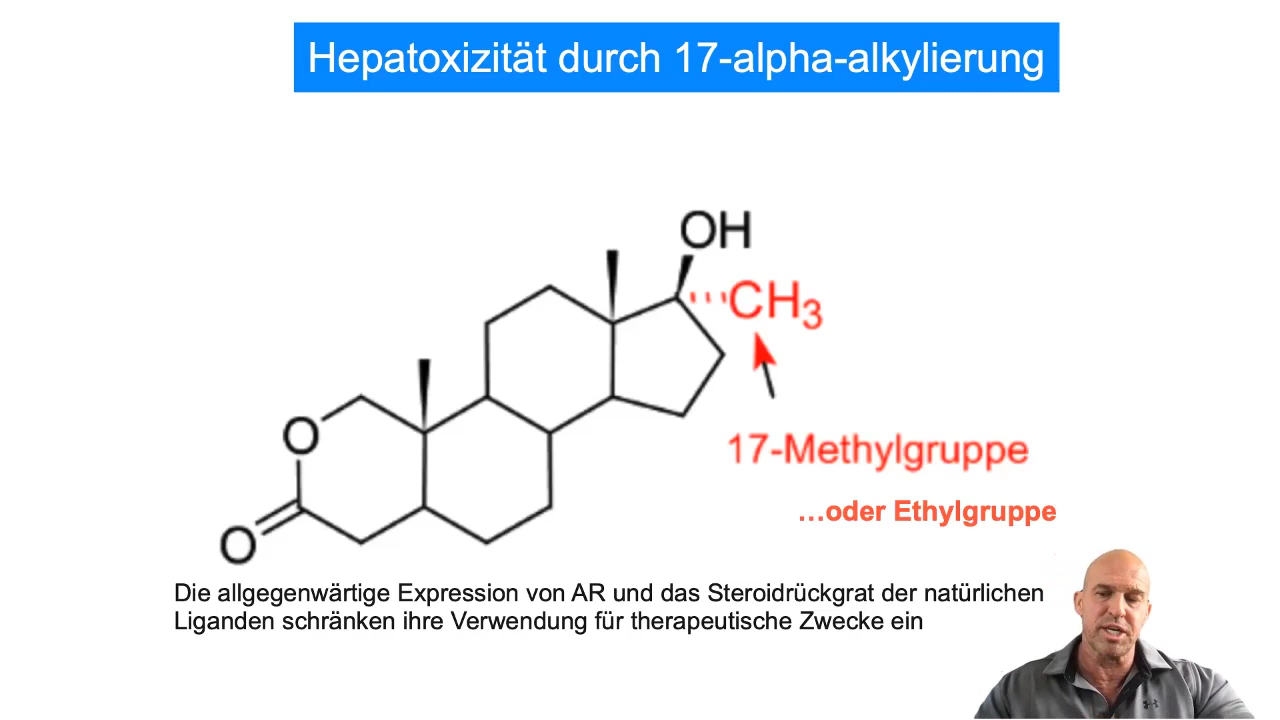 Hepatoxizität durch 17-alpha-alkylierung
OH
CH3
O
O
17-Methylgruppe
...oder Ethylgruppe
Die allgegenwärtige Expression von AR und das Steroidrückgrat der natürlichen
Liganden schränken ihre Verwendung für therapeutische Zwecke ein